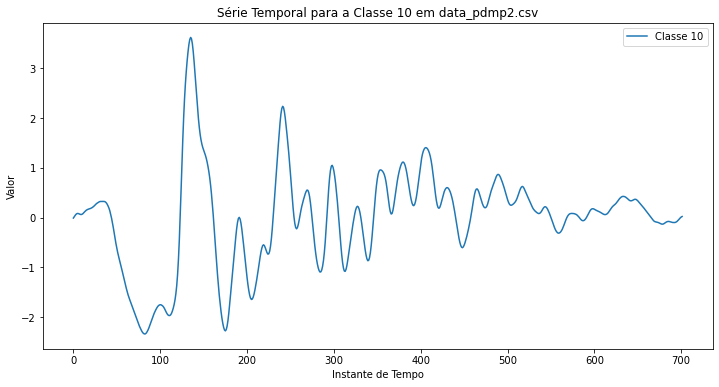 Série Temporal para a Classe 10 em data_pdmp2.csv
Classe 10
Valor
3
2
1
0
−1
−2
0 100 200 300 400 500 600 700
Instante de Tempo